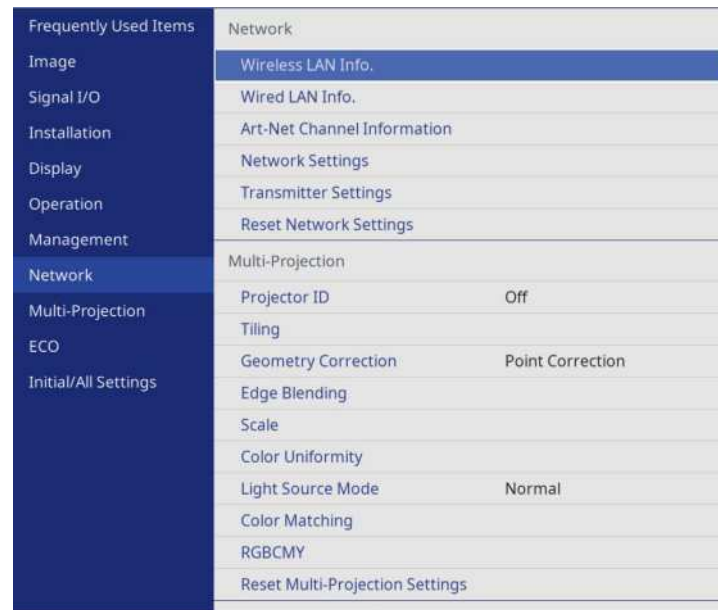 Frequently Used Items
Image
Signal I/O
Installation
Display
Operation
Management
Network
Multi-Projection
ECO
Initial/All Settings
Network
Wireless LAN Info.
Wired LAN Info.
Art-Net Channel Information
Network Settings
Transmitter Settings
Reset Network Settings
Multi-Projection
Projector ID Off
Tiling
Geometry Correction Point Correction
Edge Blending
Scale
Color Uniformity
Light Source Mode Normal
Color Matching
RGBCMY
Reset Multi-Projection Settings